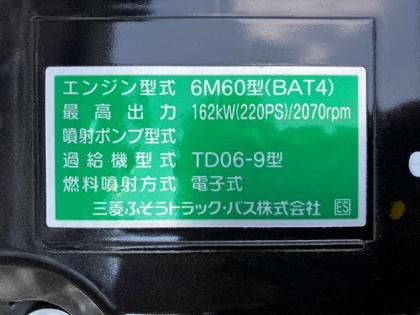 エンジン型式 6M60型(BAT4)
最高出力 162kW(220PS)/2070rpm
噴射ポンプ型式
過給機型式 TD06-9型
燃料噴射方式 電子式
三菱ふそうトラック・バス株式会社 ES